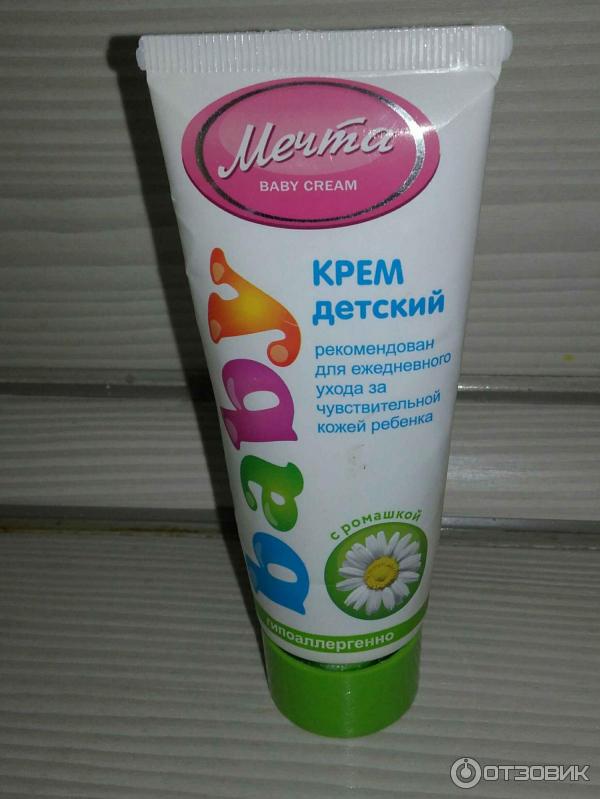 Мечта
BABY CREAM
baby
КРЕМ
детский
рекомендован
для ежедневного
ухода за
чувствительной
кожей ребенка
с ромашкой
гипоаллергенно
ОТЗОВИК